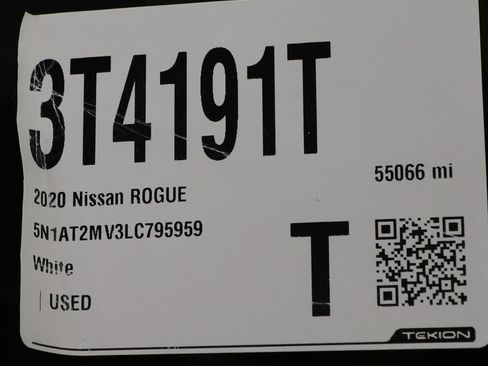 3T4191T
55066 mi
2020 Nissan ROGUE
5N1AT2MV3LC795959
White
| USED
T
TEKION